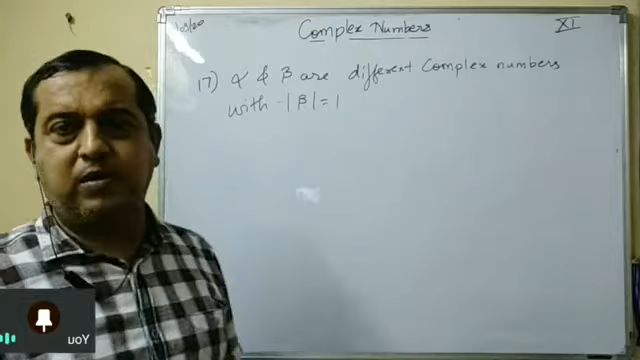 Complex Numbers
XI
17) α & β are different Complex numbers
with |β| = 1
You